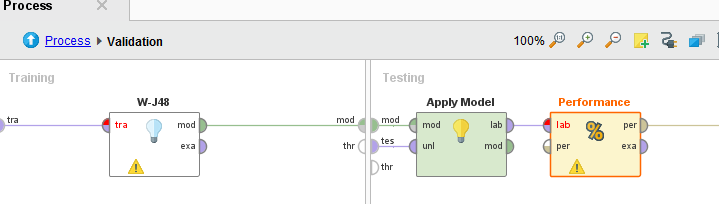 Process
Process Validation
100%
Training
Testing
W-J48
Apply Model
Performance
tra
tra
mod
mod
mod
mod
lab
lab
per
exa
thr
tes
unl
mod
per
exa
thr
%